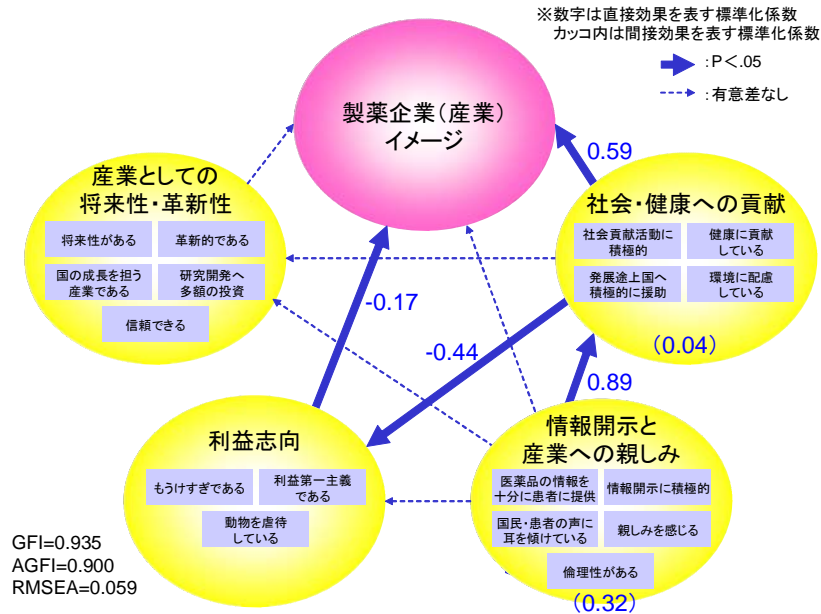 ※数字は直接効果を表す標準化係数
カッコ内は間接効果を表す標準化係数
:P＜.05
:有意差なし
製薬企業(産業)
イメージ
0.59
産業としての
将来性・革新性
将来性がある
革新的である
国の成長を担う
産業である
研究開発へ
多額の投資
信頼できる
社会・健康への貢献
社会貢献活動に
積極的
健康に貢献
している
発展途上国へ
積極的に援助
環境に配慮
している
(0.04)
-0.17
-0.44
0.89
利益志向
もうけすぎである
利益第一主義
である
動物を虐待
している
情報開示と
産業への親しみ
医薬品の情報を
十分に患者に提供
情報開示に積極的
国民・患者の声に
耳を傾けている
親しみを感じる
倫理性がある
(0.32)
GFI=0.935
AGFI=0.900
RMSEA=0.059